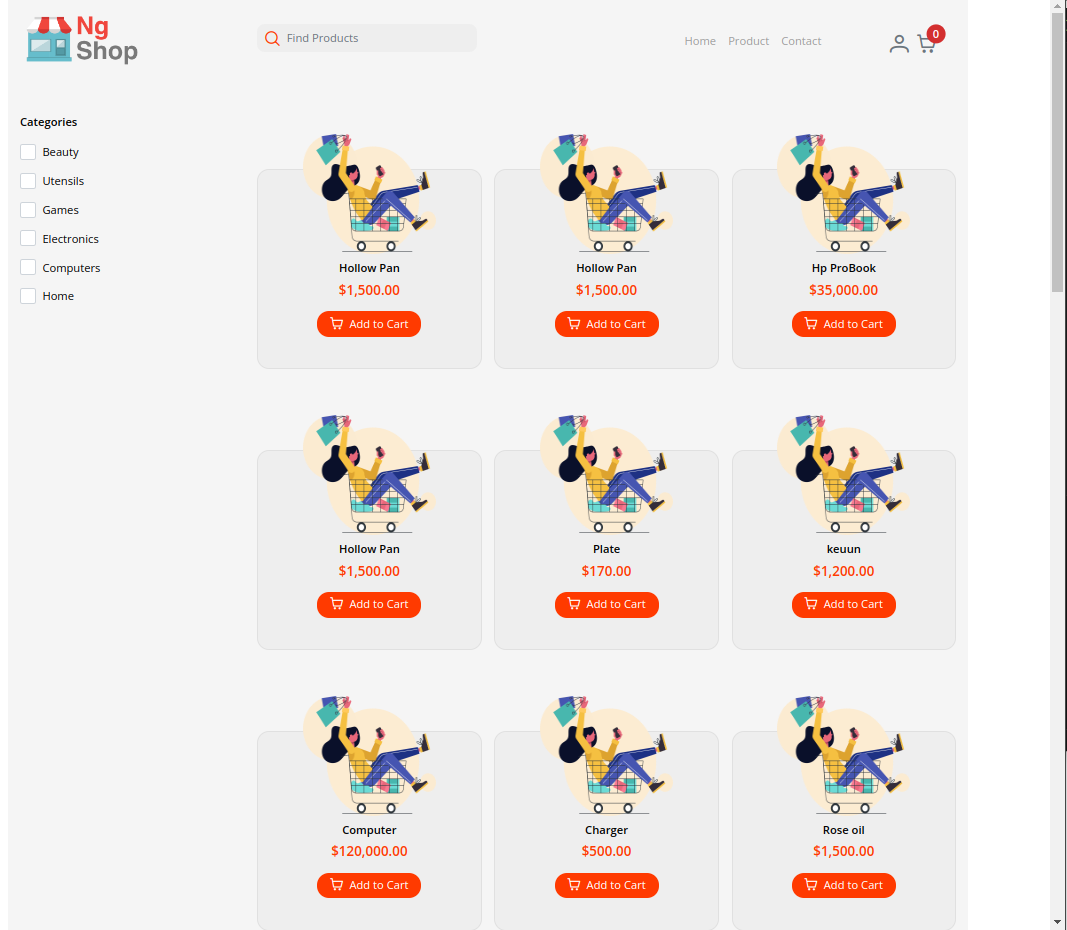 Ng
Shop
Find Products
Home Product Contact
0
Categories
Beauty
Utensils
Games
Electronics
Computers
Home
Hollow Pan
$1,500.00
Add to Cart
Hollow Pan
$1,500.00
Add to Cart
Hp ProBook
$35,000.00
Add to Cart
Hollow Pan
$1,500.00
Add to Cart
Plate
$170.00
Add to Cart
keuun
$1,200.00
Add to Cart
Computer
$120,000.00
Add to Cart
Charger
$500.00
Add to Cart
Rose oil
$1,500.00
Add to Cart